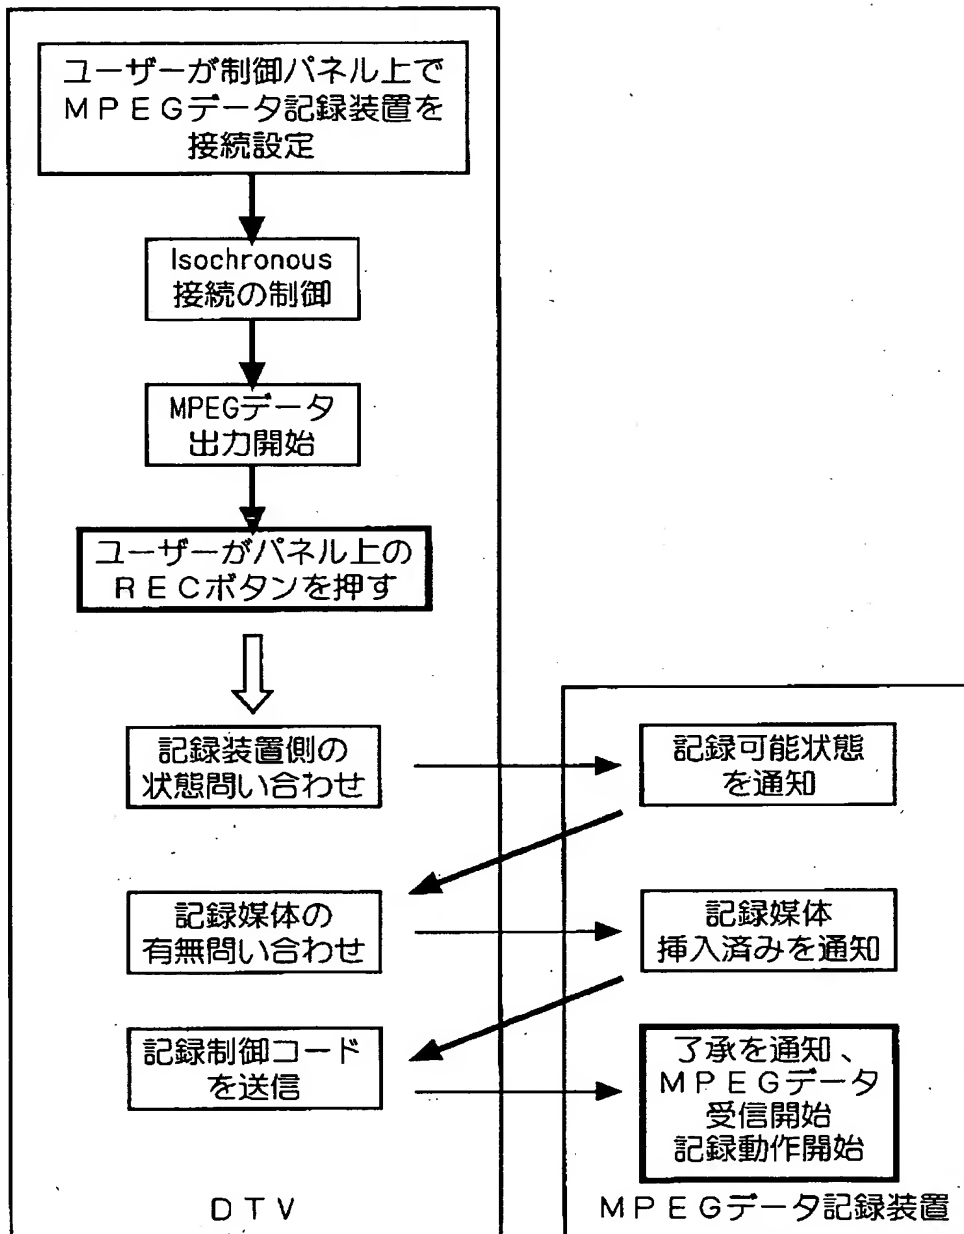 ユーザーが制御パネル上で
ＭＰＥＧデータ記録装置を
接続設定
Isochronous
接続の制御
MPEGデータ
出力開始
ユーザーがパネル上の
ＲＥＣボタンを押す
記録装置側の
状態問い合わせ
記録可能状態
を通知
記録媒体の
有無問い合わせ
記録媒体
挿入済みを通知
記録制御コード
を送信
了承を通知、
ＭＰＥＧデータ
受信開始
記録動作開始
ＤＴＶ
ＭＰＥＧデータ記録装置